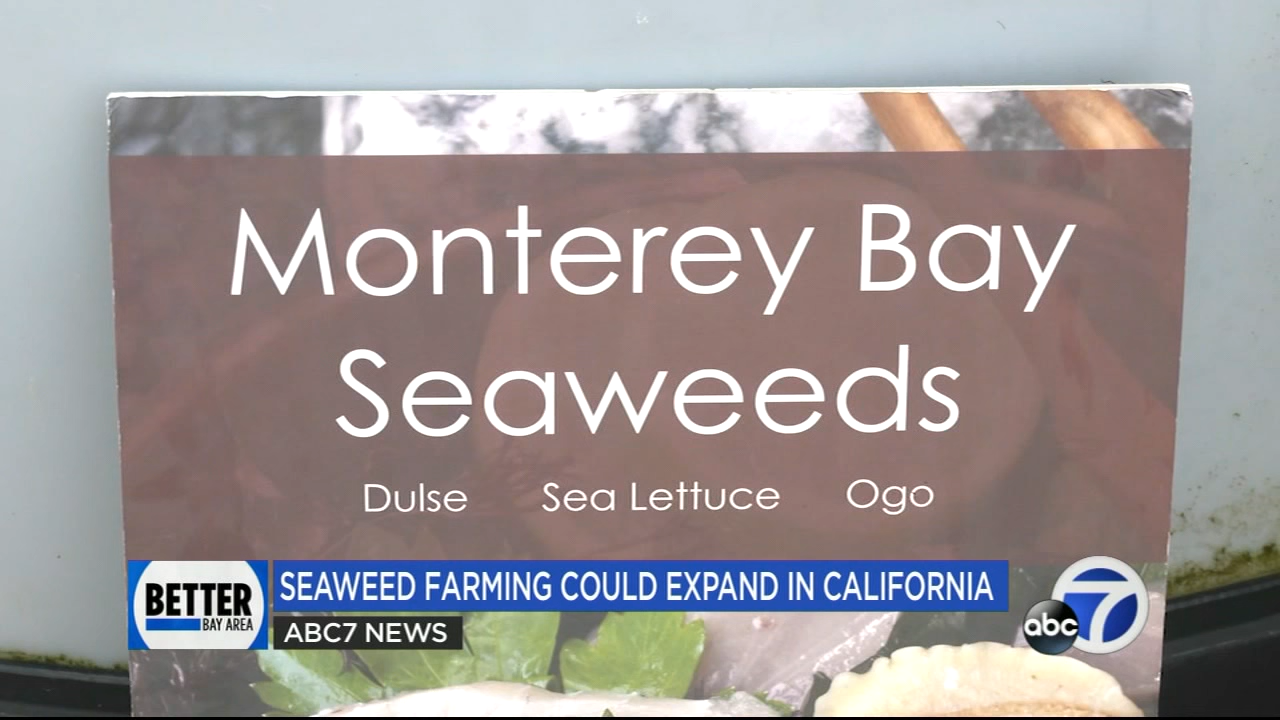 Monterey Bay
Seaweeds
Dulse Sea Lettuce Ogo
BETTER
BAY AREA
SEAWEED FARMING COULD EXPAND IN CALIFORNIA
ABC7 NEWS
abc 7